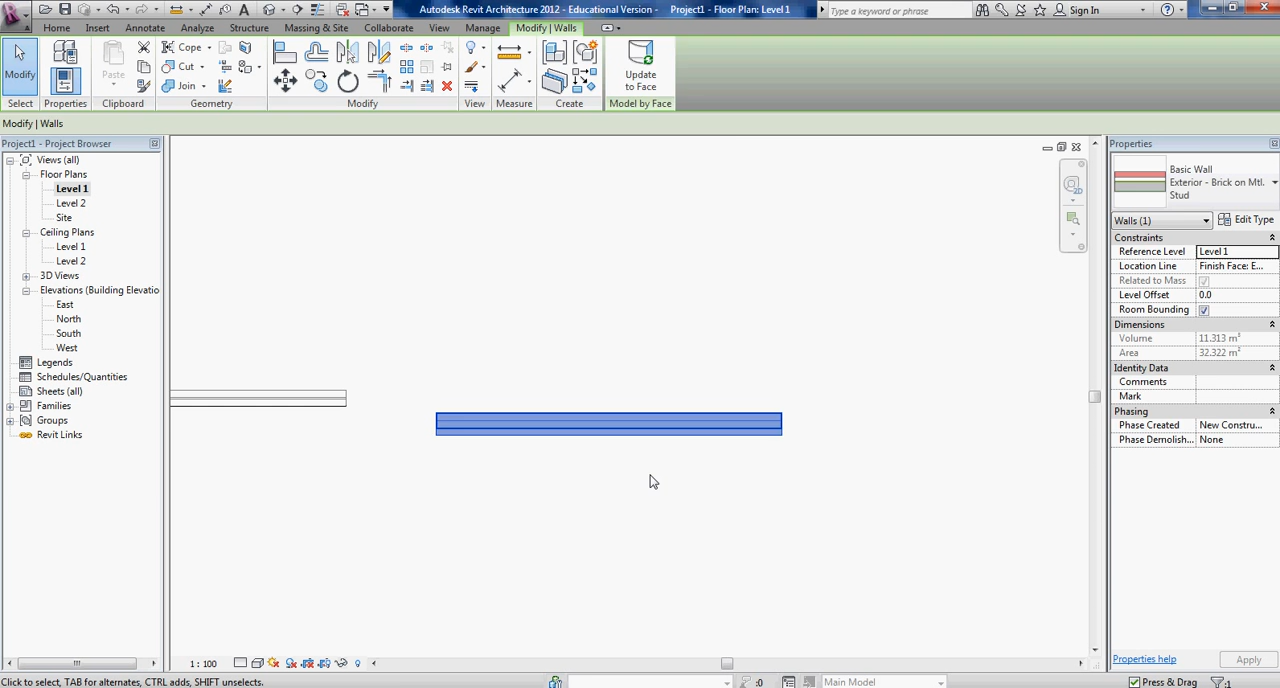 Autodesk Revit Architecture 2012 - Educational Version - Project1 - Floor Plan: Level 1
Type a keyword or phrase
Sign In
Home Insert Annotate Analyze Structure Massing & Site Collaborate View Manage Modify | Walls
Modify
Paste
Cope
Cut
Join
Update
to Face
Select Properties Clipboard Geometry Modify View Measure Create Model by Face
Modify | Walls
Project1 - Project Browser
Views (all)
Floor Plans
Level 1
Level 2
Site
Ceiling Plans
Level 1
Level 2
3D Views
Elevations (Building Elevatio
East
North
South
West
Legends
Schedules/Quantities
Sheets (all)
Families
Groups
Revit Links
2D
Properties
Basic Wall
Exterior - Brick on Mtl.
Stud
Walls (1) Edit Type
Constraints
Reference Level Level 1
Location Line Finish Face: E...
Related to Mass
Level Offset 0.0
Room Bounding
Dimensions
Volume 11.313 m³
Area 32.322 m²
Identity Data
Comments
Mark
Phasing
Phase Created New Constru...
Phase Demolish... None
Properties help Apply
1 : 100
Click to select, TAB for alternates, CTRL adds, SHIFT unselects.
:0
Main Model
Press & Drag
:1